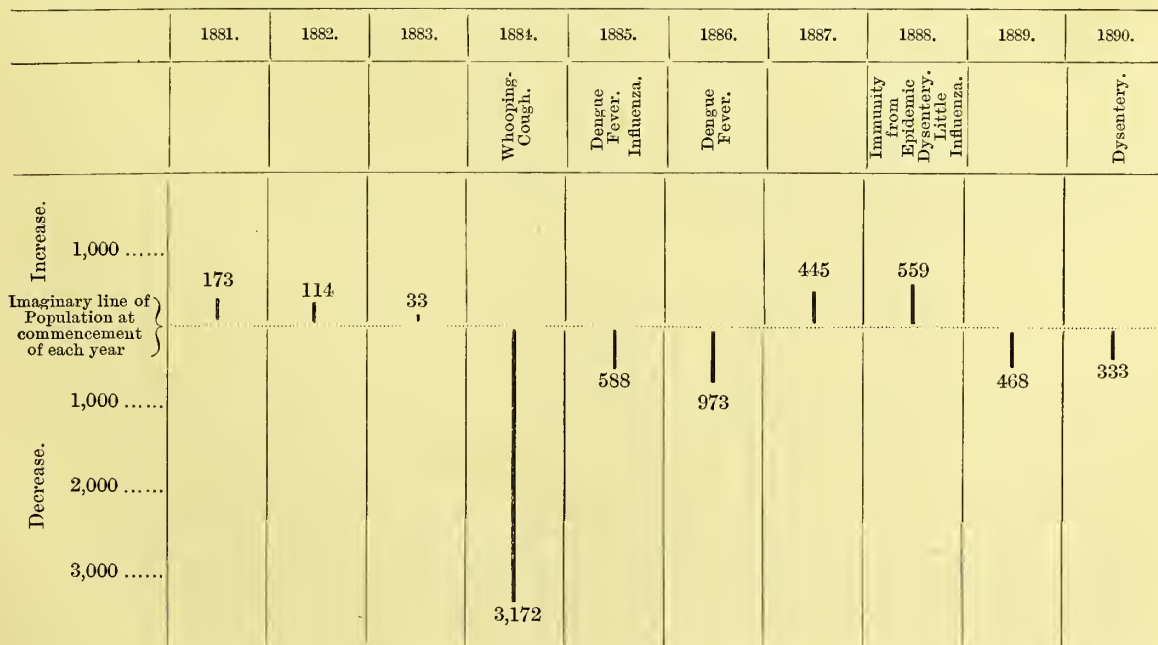 1881. 1882. 1883. 1884. 1885. 1886. 1887. 1888. 1889. 1890.
Whooping-
Cough.
Dengue
Fever.
Influenza.
Dengue
Fever.
Immunity
from
Epidemic
Dysentery.
Little
Influenza.
Dysentery.
Increase.
1,000 ......
173
114
33
445
559
Imaginary line of
Population at
commencement
of each year
588
973
468
333
1,000 ......
Decrease.
2,000 ......
3,000 ......
3,172